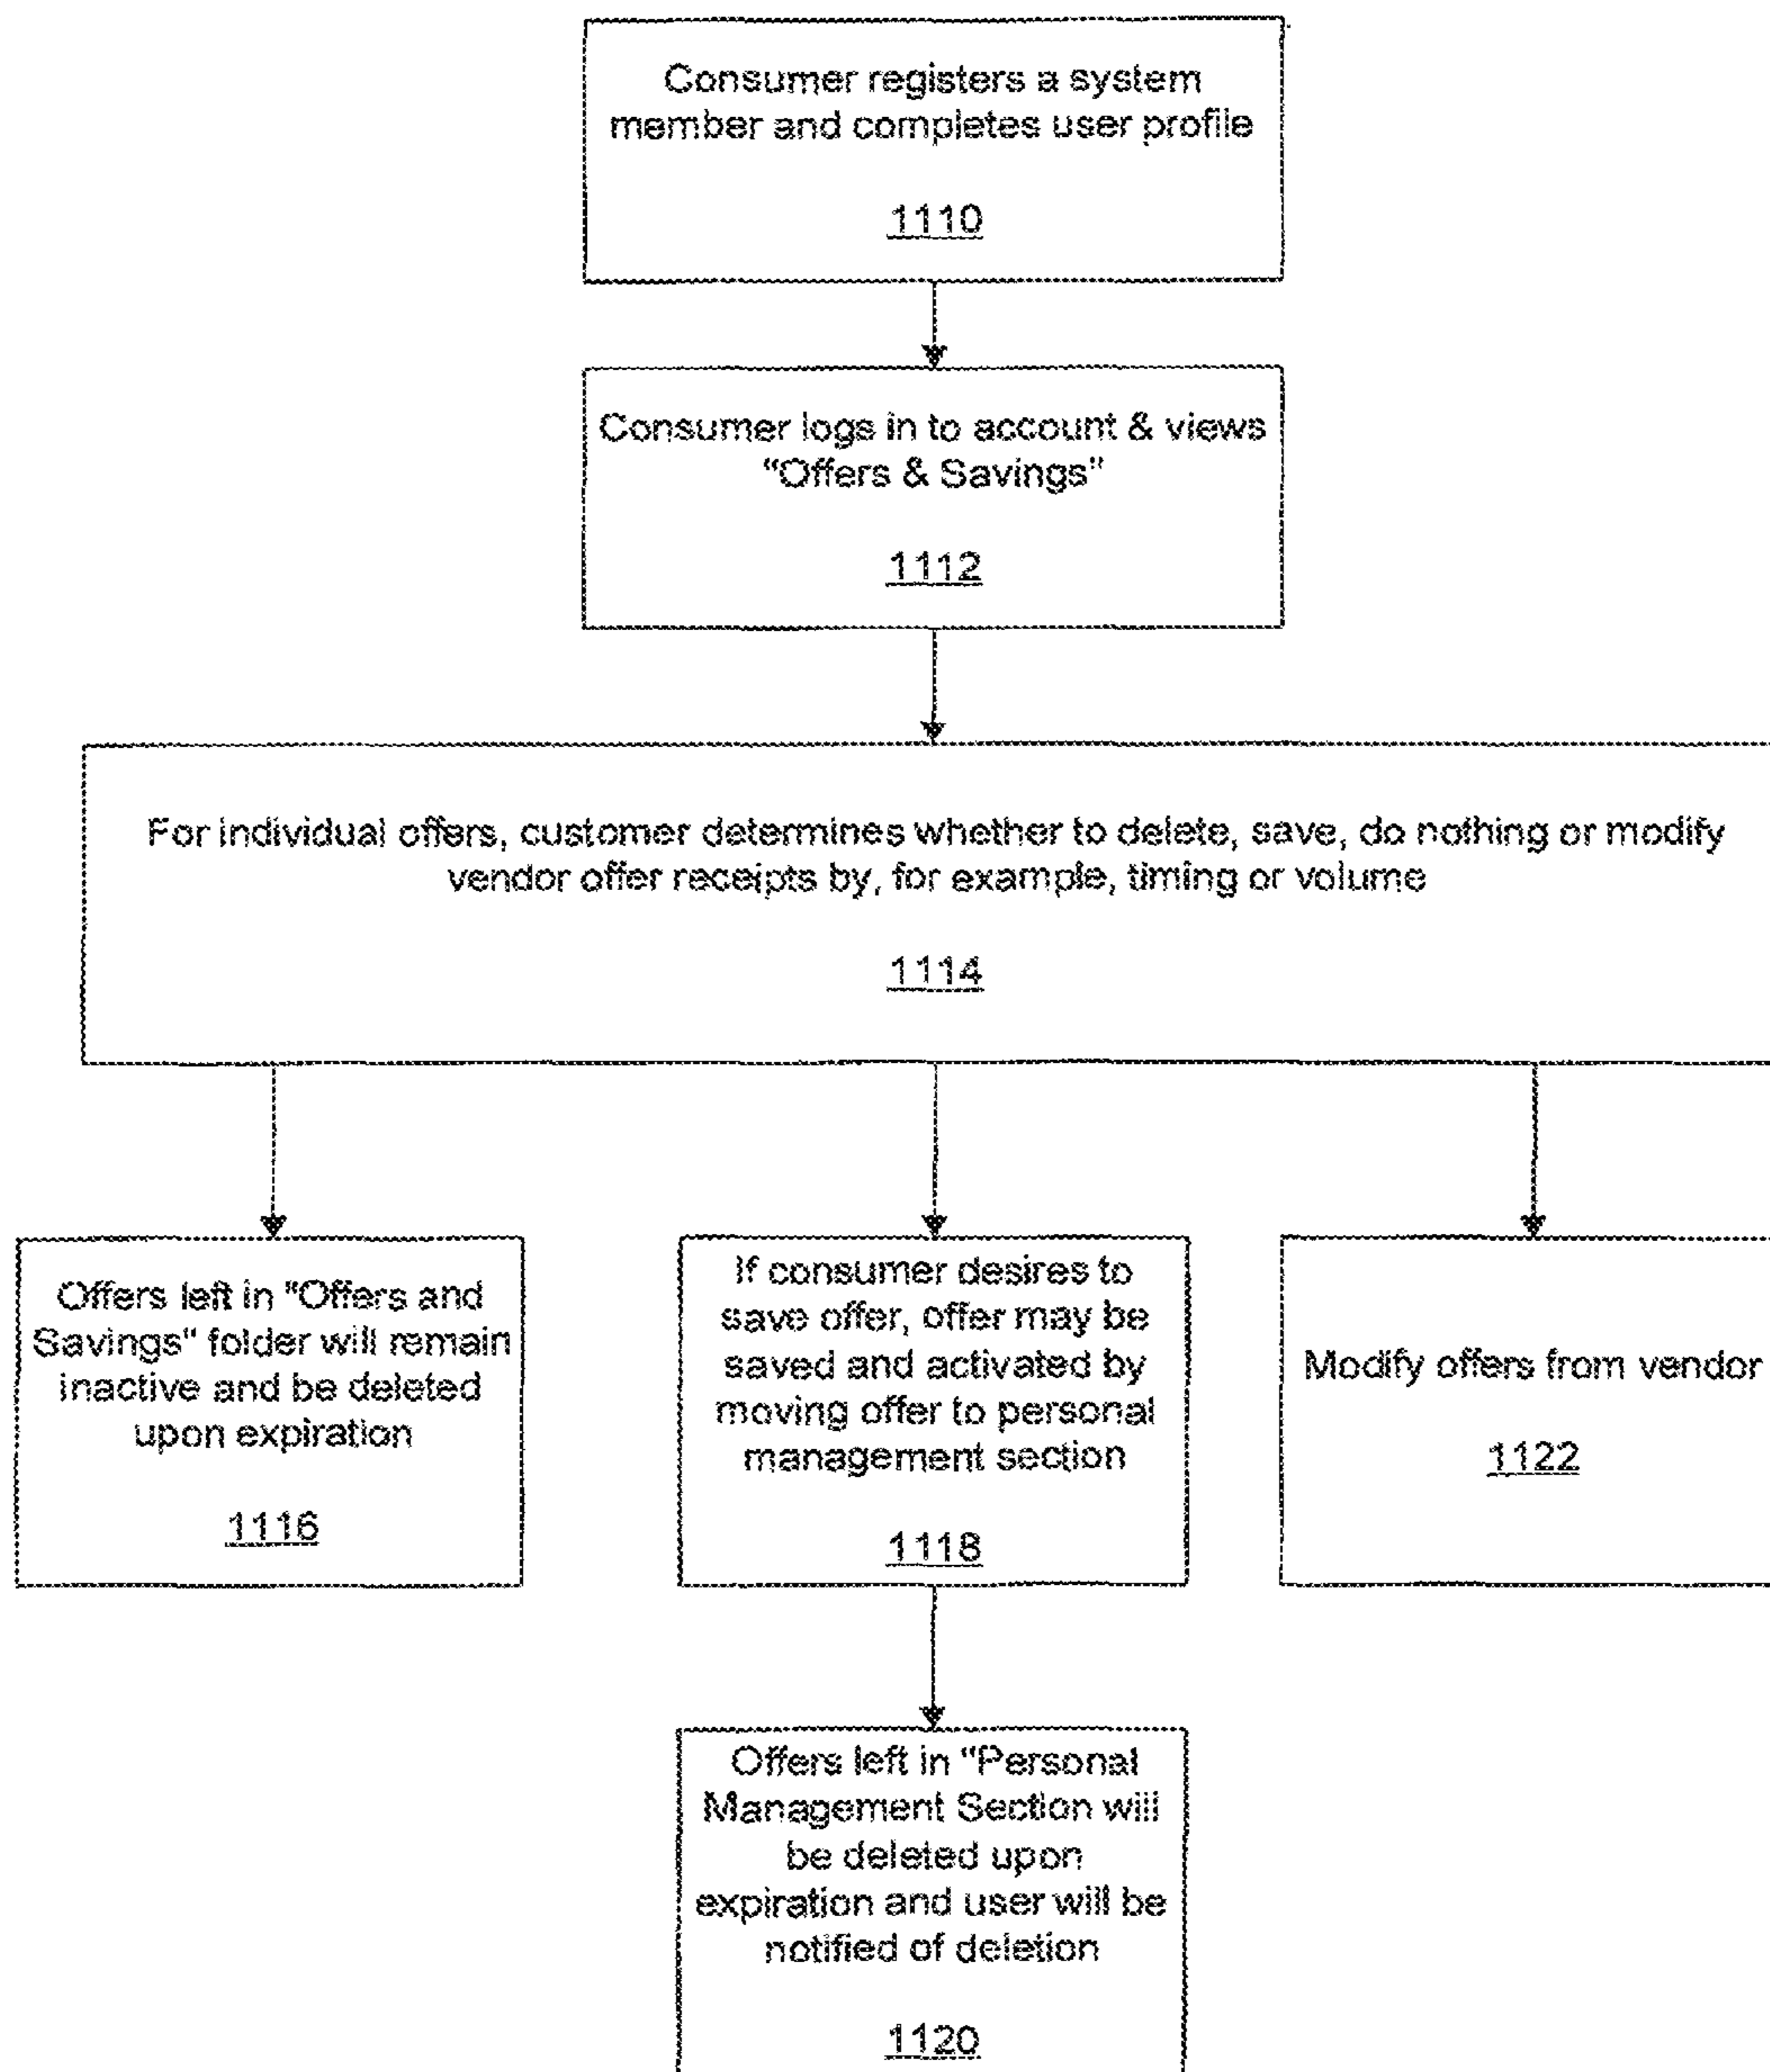 Consumer registers a system
member and completes user profile
1110
Consumer logs in to account & views
"Offers & Savings"
1112
For individual offers, customer determines whether to delete, save, do nothing or modify
vendor offer receipts by, for example, timing or volume
1114
Offers left in "Offers and
Savings" folder will remain
inactive and be deleted
upon expiration
1116
If consumer desires to
save offer, offer may be
saved and activated by
moving offer to personal
management section
1118
Modify offers from vendor
1122
Offers left in "Personal
Management Section will
be deleted upon
expiration and user will be
notified of deletion
1120